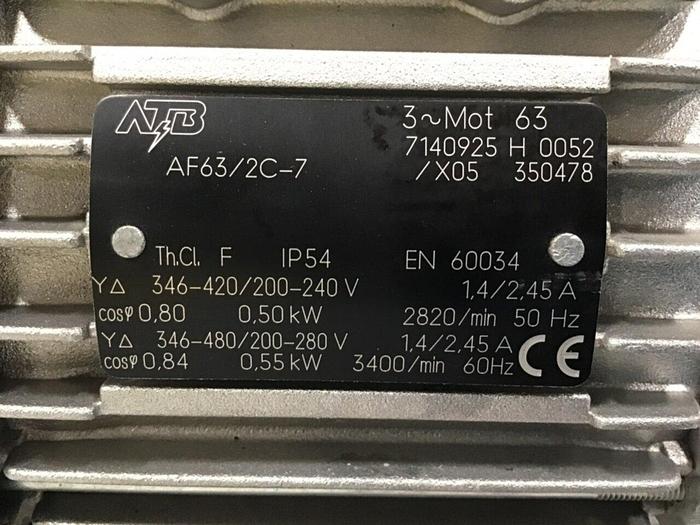 ATB 3~Mot 63
7140925 H 0052
AF63/2C-7 /X05 350478
Th.Cl. F IP54 EN 60034
YΔ 346-420/200-240 V 1,4/2,45 A
cosφ 0,80 0,50 kW 2820/min 50 Hz
YΔ 346-480/200-280 V 1,4/2,45 A
cosφ 0,84 0,55 kW 3400/min 60Hz CE